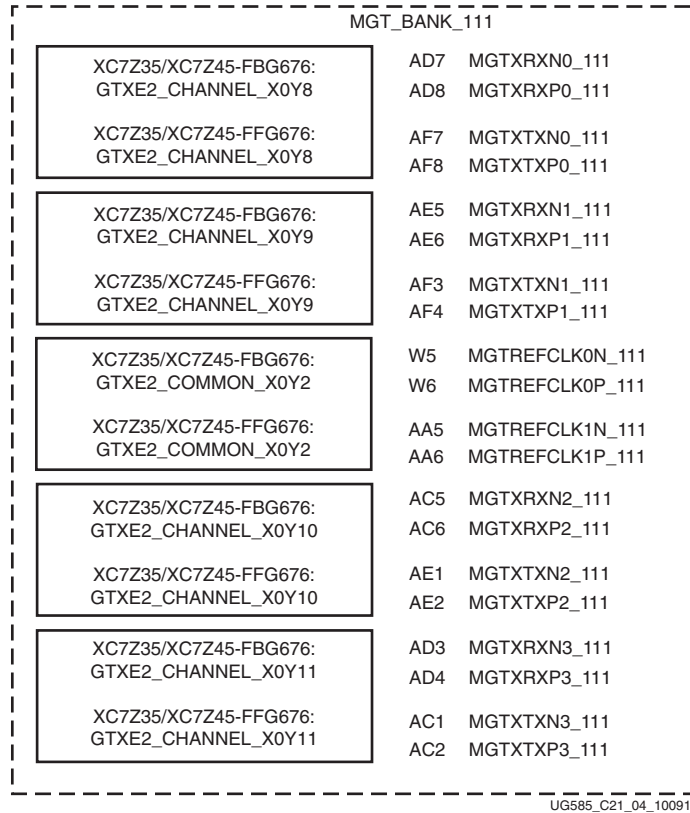 MGT_BANK_111
XC7Z35/XC7Z45-FBG676:
GTXE2_CHANNEL_X0Y8
XC7Z35/XC7Z45-FFG676:
GTXE2_CHANNEL_X0Y8
AD7 MGTXRXN0_111
AD8 MGTXRXP0_111
AF7 MGTXTXN0_111
AF8 MGTXTXP0_111
XC7Z35/XC7Z45-FBG676:
GTXE2_CHANNEL_X0Y9
XC7Z35/XC7Z45-FFG676:
GTXE2_CHANNEL_X0Y9
AE5 MGTXRXN1_111
AE6 MGTXRXP1_111
AF3 MGTXTXN1_111
AF4 MGTXTXP1_111
XC7Z35/XC7Z45-FBG676:
GTXE2_COMMON_X0Y2
XC7Z35/XC7Z45-FFG676:
GTXE2_COMMON_X0Y2
W5 MGTREFCLK0N_111
W6 MGTREFCLK0P_111
AA5 MGTREFCLK1N_111
AA6 MGTREFCLK1P_111
XC7Z35/XC7Z45-FBG676:
GTXE2_CHANNEL_X0Y10
XC7Z35/XC7Z45-FFG676:
GTXE2_CHANNEL_X0Y10
AC5 MGTXRXN2_111
AC6 MGTXRXP2_111
AE1 MGTXTXN2_111
AE2 MGTXTXP2_111
XC7Z35/XC7Z45-FBG676:
GTXE2_CHANNEL_X0Y11
XC7Z35/XC7Z45-FFG676:
GTXE2_CHANNEL_X0Y11
AD3 MGTXRXN3_111
AD4 MGTXRXP3_111
AC1 MGTXTXN3_111
AC2 MGTXTXP3_111
UG585_C21_04_10091